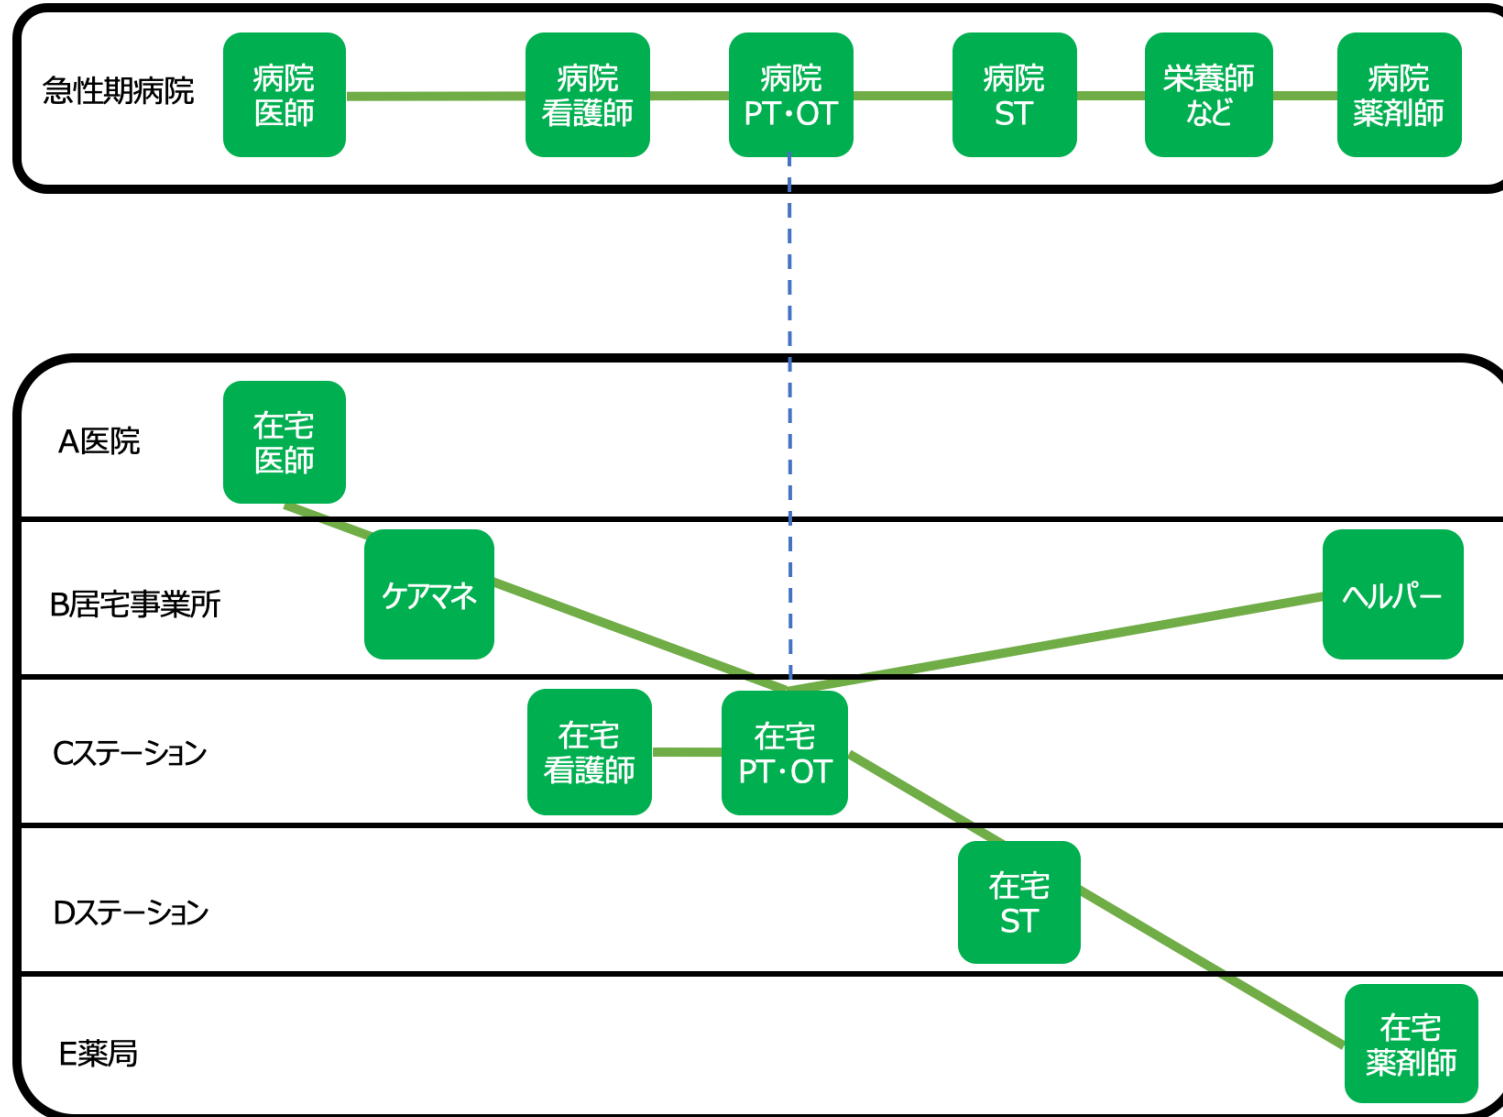 急性期病院
病院
医師
病院
看護師
病院
PT・OT
病院
ST
栄養師
など
病院
薬剤師
A医院
在宅
医師
B居宅事業所
ケアマネ
ヘルパー
Cステーション
在宅
看護師
在宅
PT・OT
Dステーション
在宅
ST
E薬局
在宅
薬剤師